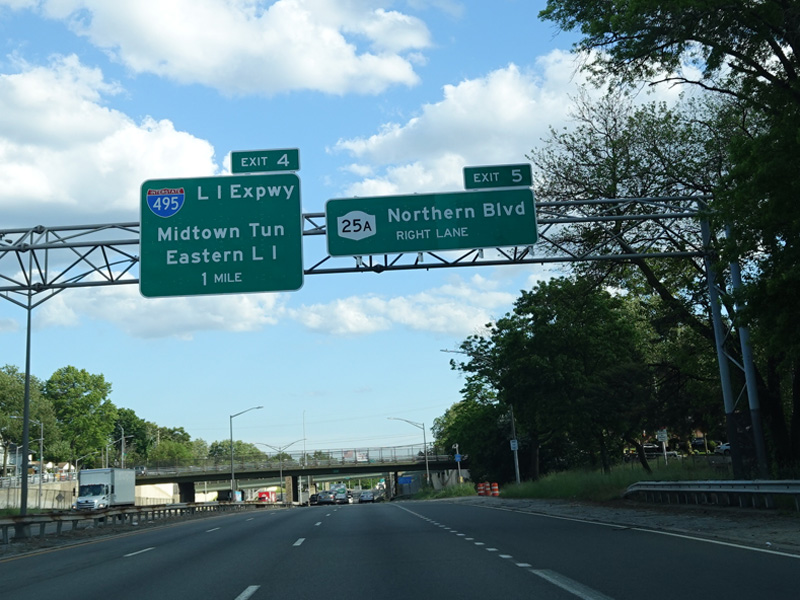 EXIT 4
INTERSTATE
495
L I Expwy
Midtown Tun
Eastern L I
1 MILE
EXIT 5
25A
Northern Blvd
RIGHT LANE